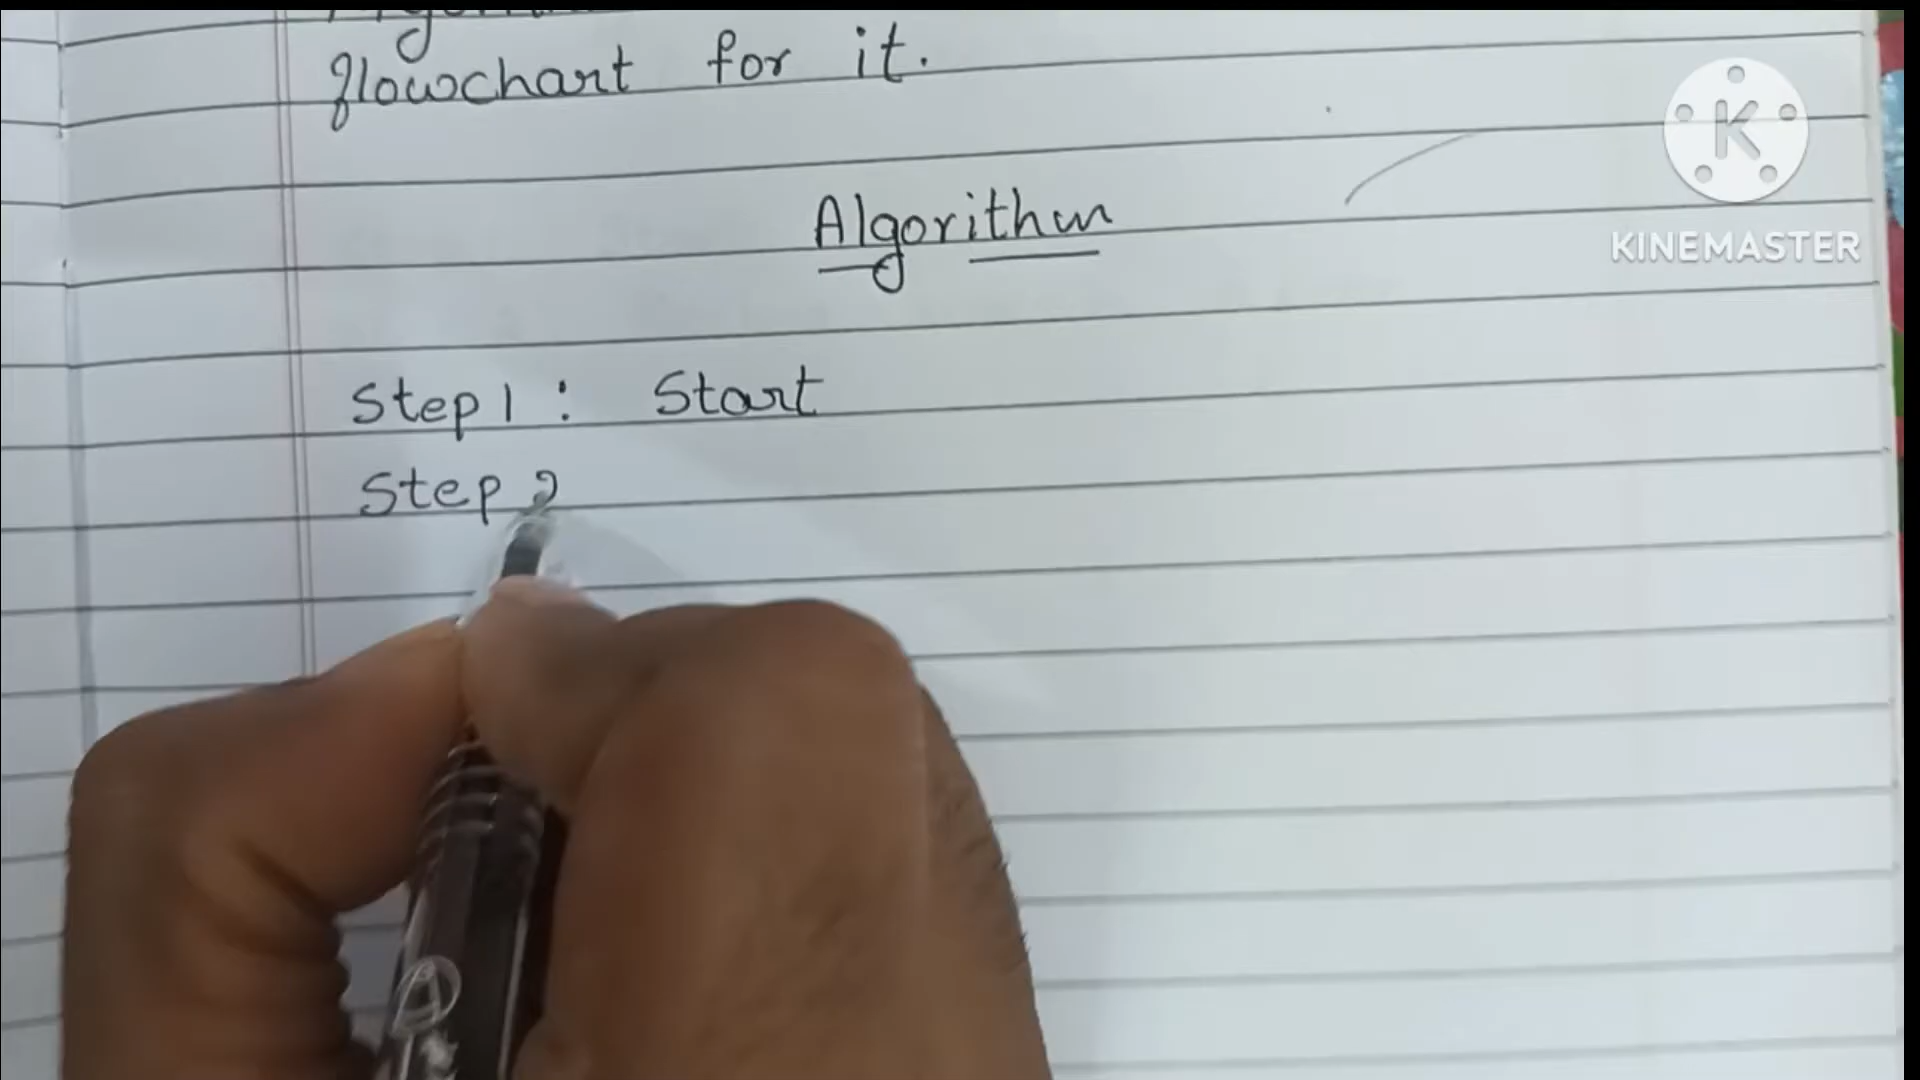 flowchart for it.
Algorithm
Step 1 : Start
Step 2
K
KINEMASTER